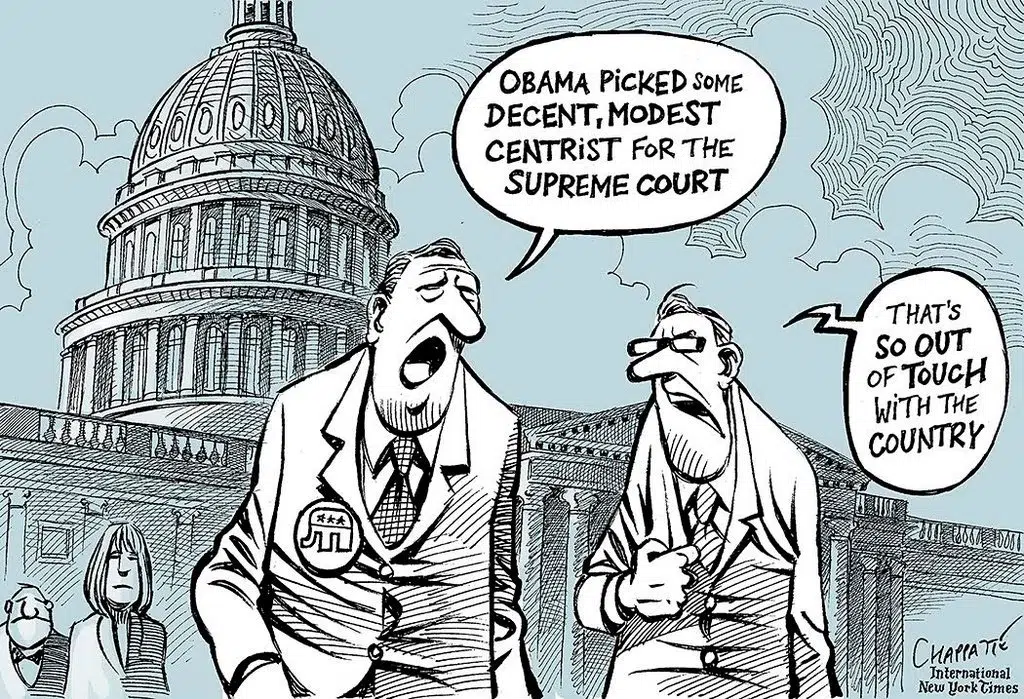 OBAMA PICKED SOME
DECENT, MODEST
CENTRIST FOR THE
SUPREME COURT
THAT'S
SO OUT
OF TOUCH
WITH THE
COUNTRY
CHAPPATTE
International
New York Times